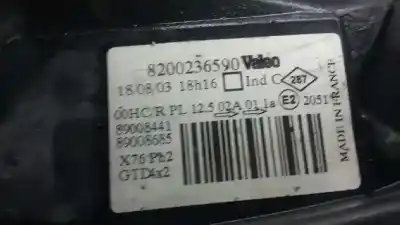 8200236590 Valeo
18.08.03 18h16 Ind C 287
00HC/R PL 12.5 02A 01 1a E2 2051
89008441
89008685
X76 Ph2
GTD4x2
MADE IN FRANCE